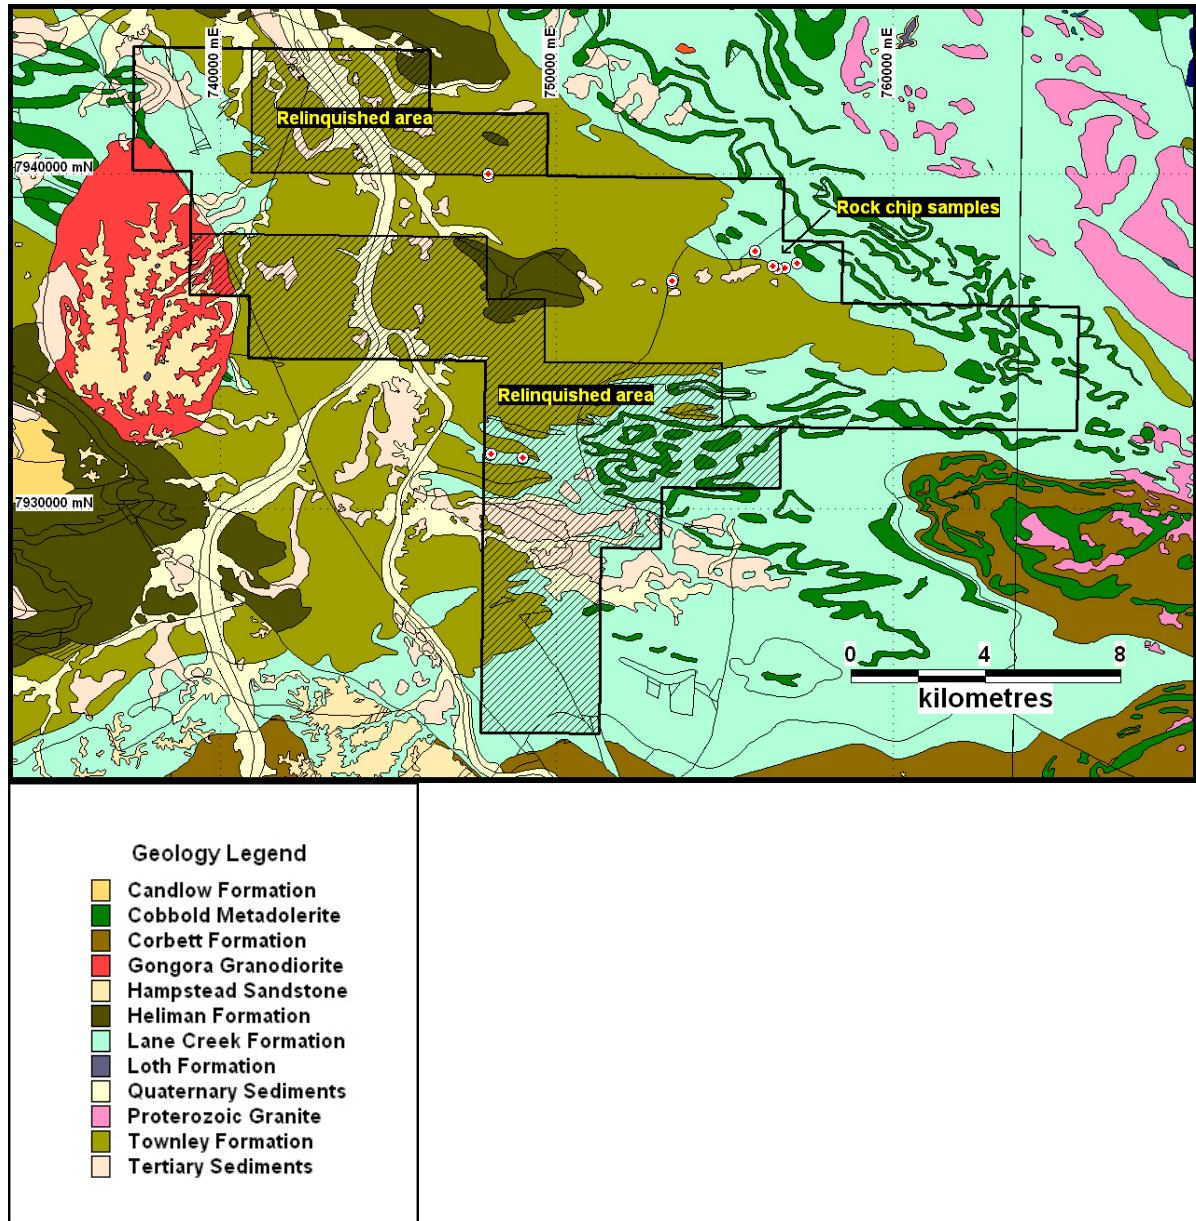 740000 mE
750000 mE
760000 mE
Relinquished area
7940000 mN
Rock chip samples
Relinquished area
7930000 mN
0 4 8
kilometres
Geology Legend
Candlow Formation
Cobbold Metadolerite
Corbett Formation
Gongora Granodiorite
Hampstead Sandstone
Heliman Formation
Lane Creek Formation
Loth Formation
Quaternary Sediments
Proterozoic Granite
Townley Formation
Tertiary Sediments